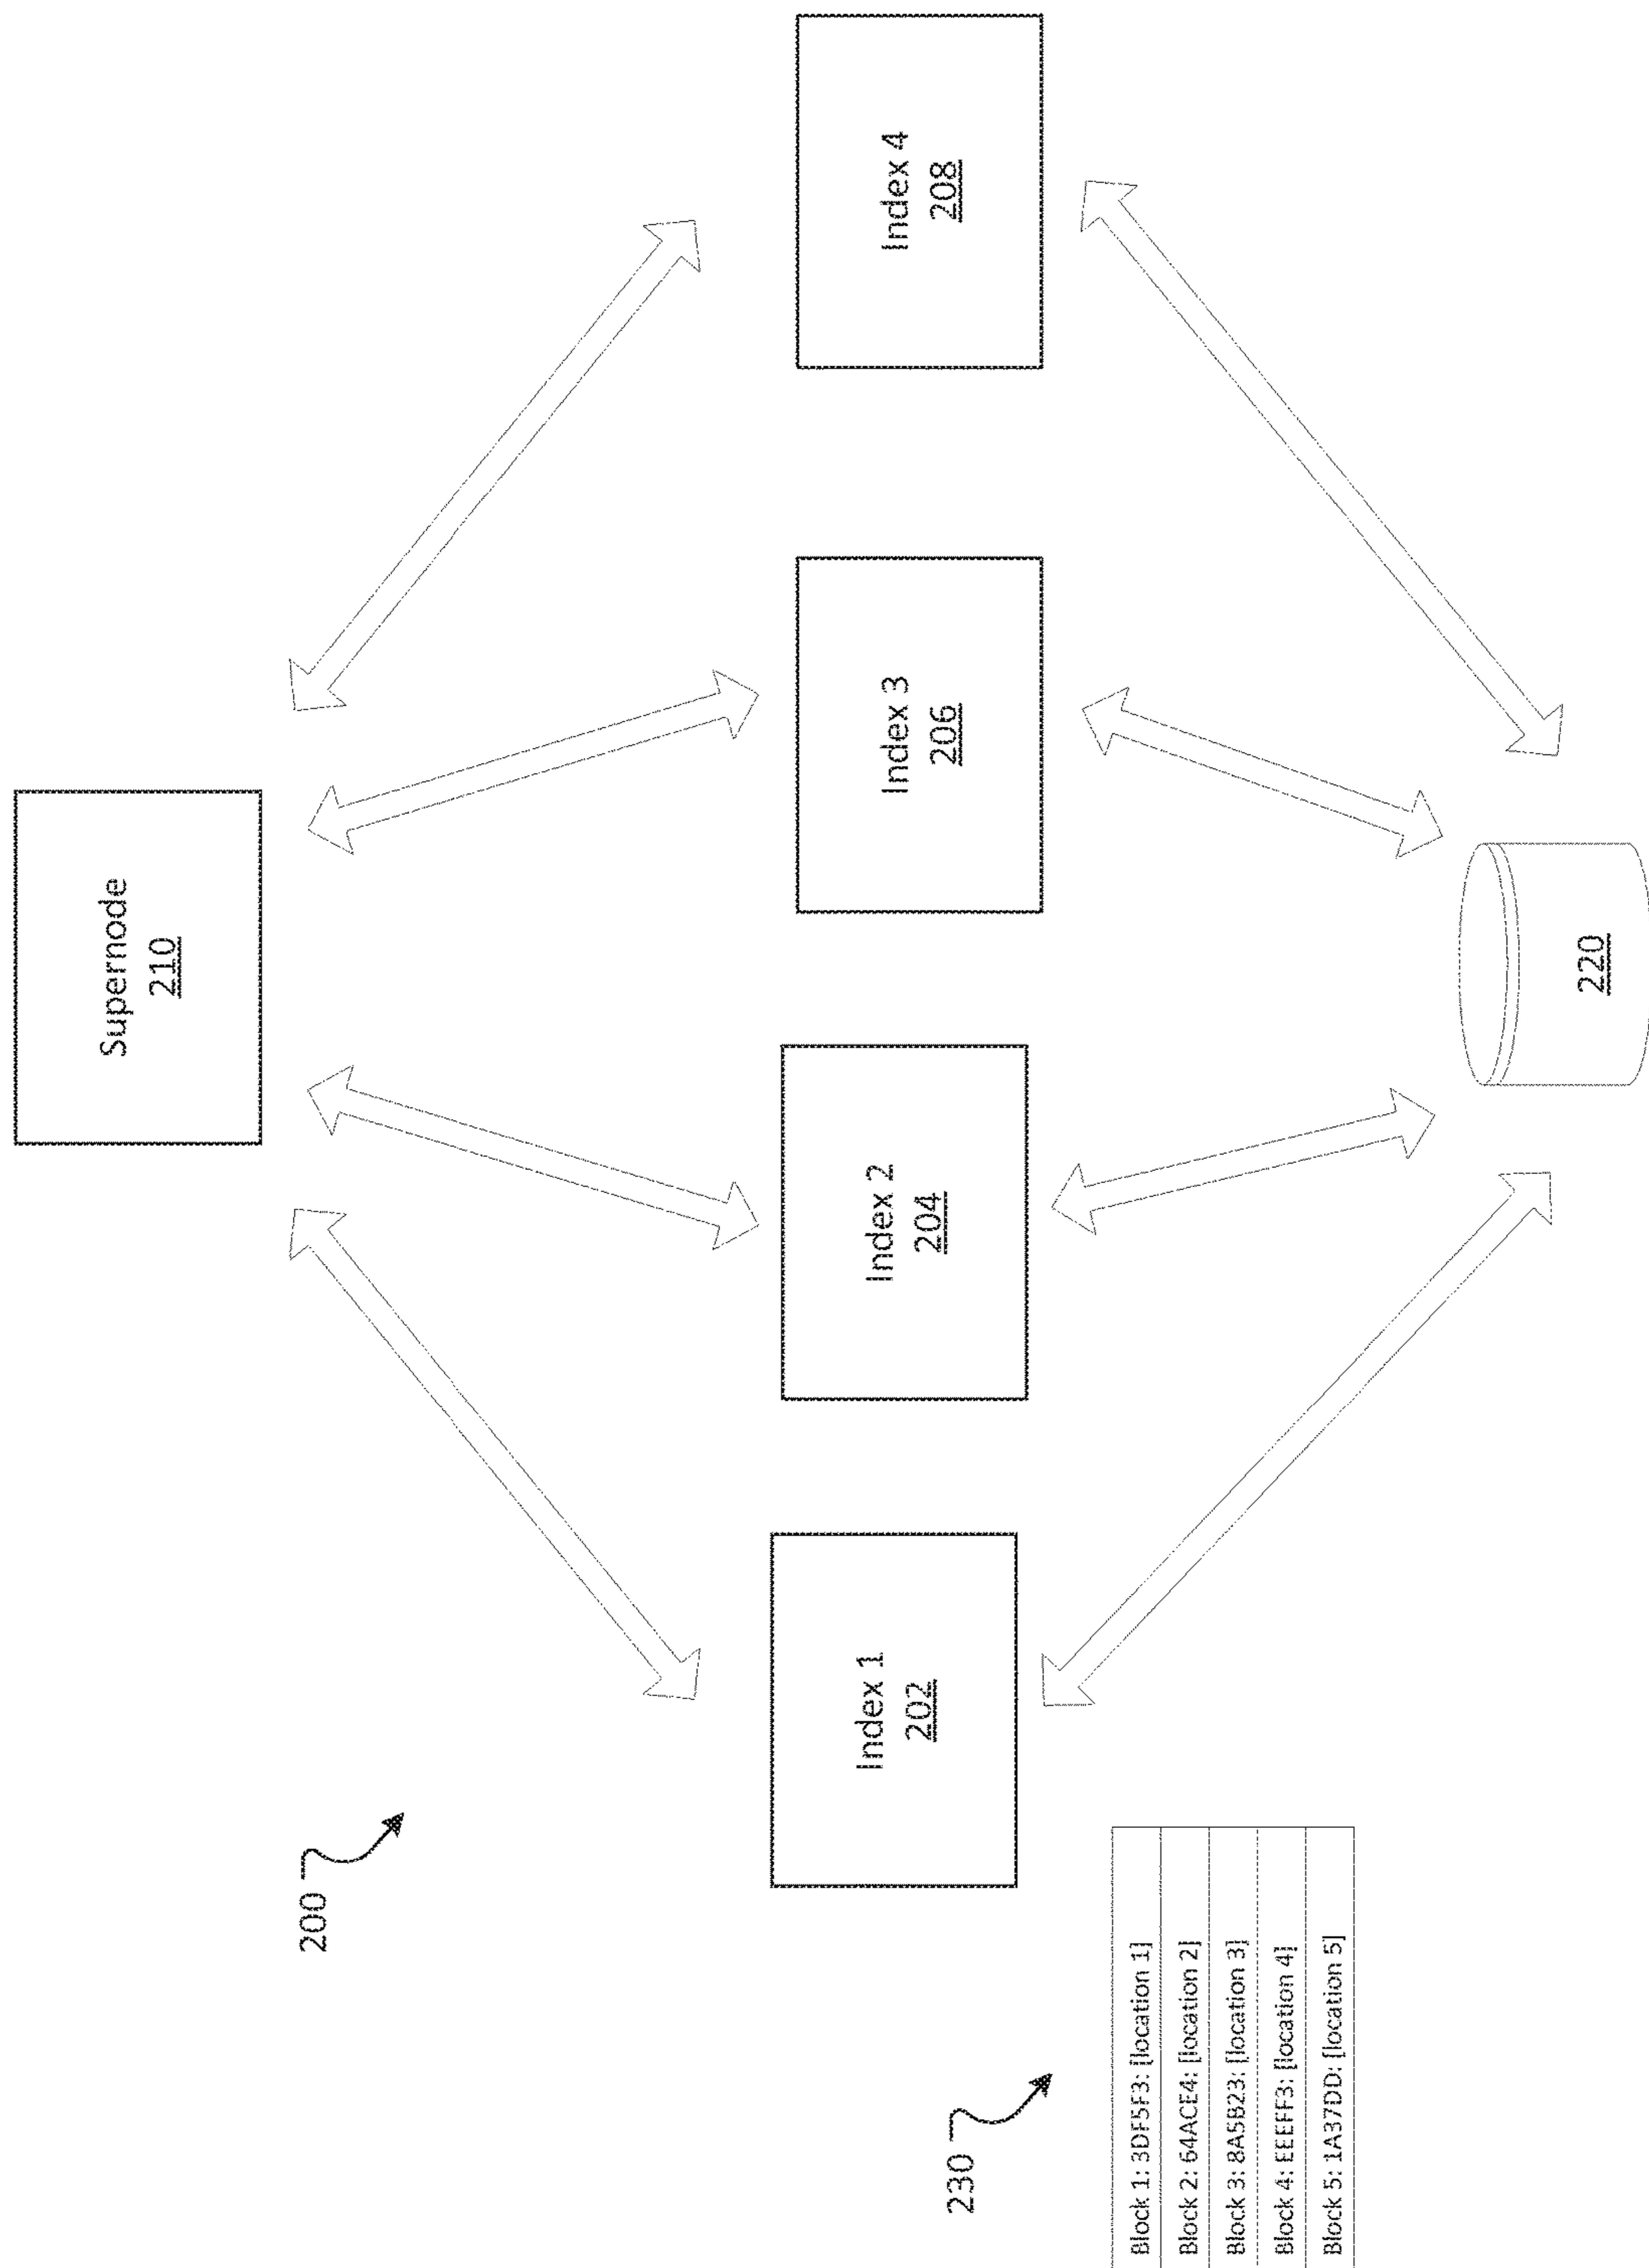 Supernode
210
200
Index 1
202
Index 2
204
Index 3
206
Index 4
208
230
Block 1: 3DF5F3: [location 1]
Block 2: 64ACE4: [location 2]
Block 3: 8A5B23: [location 3]
Block 4: EEEFF3: [location 4]
Block 5: 1A37DD: [location 5]
220